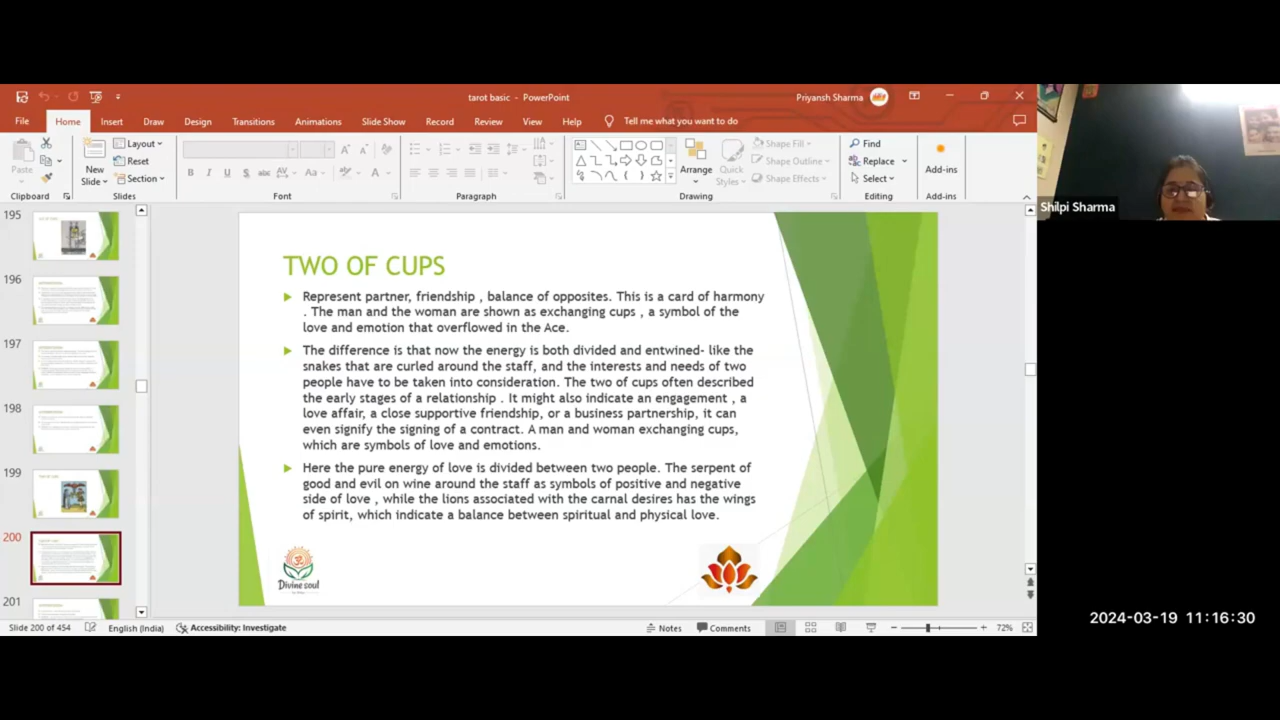 tarot basic - PowerPoint
Priyansh Sharma
File Home Insert Draw Design Transitions Animations Slide Show Record Review View Help Tell me what you want to do
Paste
Clipboard
New
Slide
Layout
Reset
Section
Slides
B I U S ab AV Aa A
Font
Paragraph
Arrange
Quick
Styles
Shape Fill
Shape Outline
Shape Effects
Drawing
Find
Replace
Select
Editing
Add-ins
Add-ins
Shilpi Sharma
195
196
197
198
199
200
201
TWO OF CUPS
Represent partner, friendship , balance of opposites. This is a card of harmony
. The man and the woman are shown as exchanging cups , a symbol of the
love and emotion that overflowed in the Ace.
The difference is that now the energy is both divided and entwined- like the
snakes that are curled around the staff, and the interests and needs of two
people have to be taken into consideration. The two of cups often described
the early stages of a relationship . It might also indicate an engagement , a
love affair, a close supportive friendship, or a business partnership, it can
even signify the signing of a contract. A man and woman exchanging cups,
which are symbols of love and emotions.
Here the pure energy of love is divided between two people. The serpent of
good and evil on wine around the staff as symbols of positive and negative
side of love , while the lions associated with the carnal desires has the wings
of spirit, which indicate a balance between spiritual and physical love.
Divine soul
Slide 200 of 454 English (India) Accessibility: Investigate Notes Comments 72%
2024-03-19 11:16:30